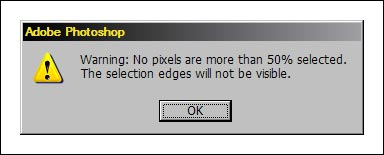 Adobe Photoshop
Warning: No pixels are more than 50% selected.
The selection edges will not be visible.
OK